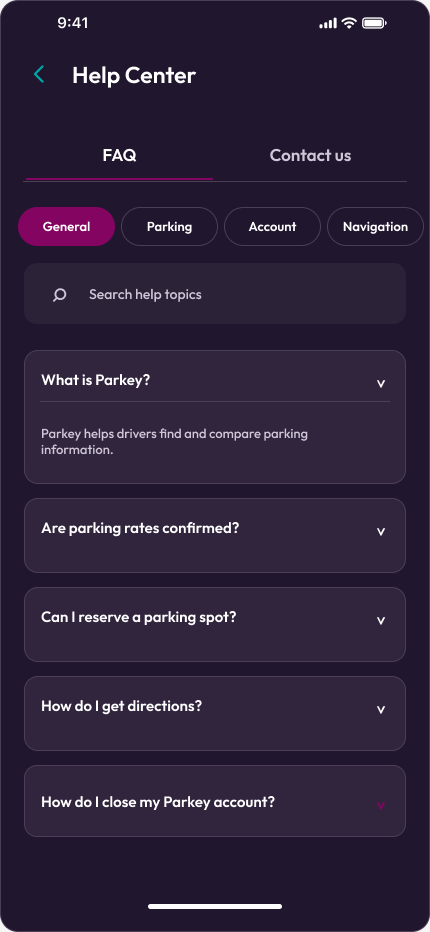 9:41
Help Center
FAQ
Contact us
General
Parking
Account
Navigation
Search help topics
What is Parkey?
Parkey helps drivers find and compare parking
information.
Are parking rates confirmed?
Can I reserve a parking spot?
How do I get directions?
How do I close my Parkey account?